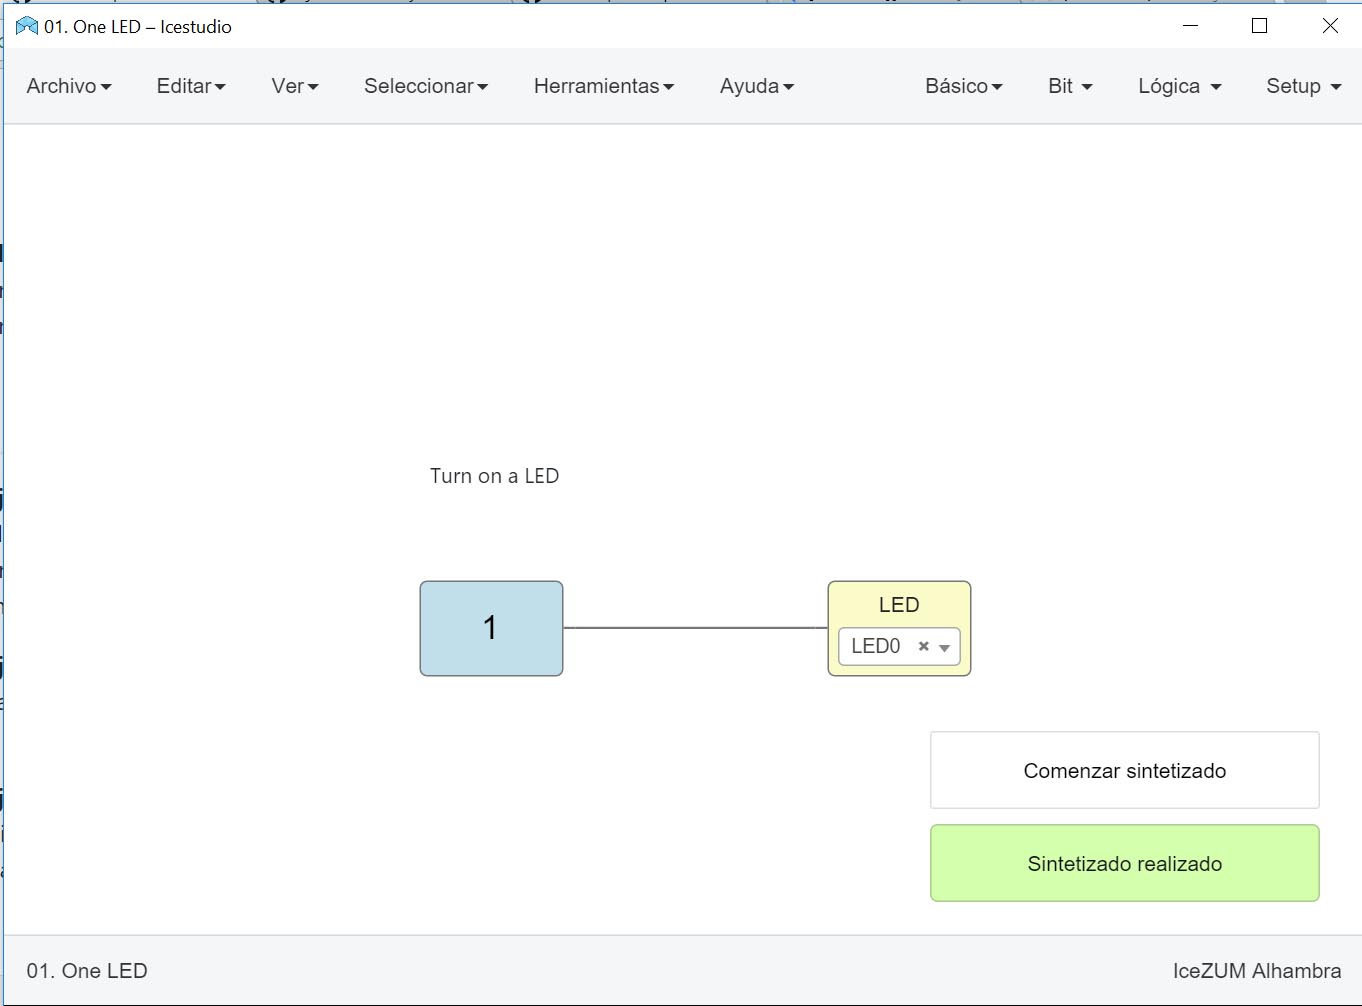 01. One LED – Icestudio
Archivo Editar Ver Seleccionar Herramientas Ayuda Básico Bit Lógica Setup
Turn on a LED
1
LED
LED0
Comenzar sintetizado
Sintetizado realizado
01. One LED IceZUM Alhambra